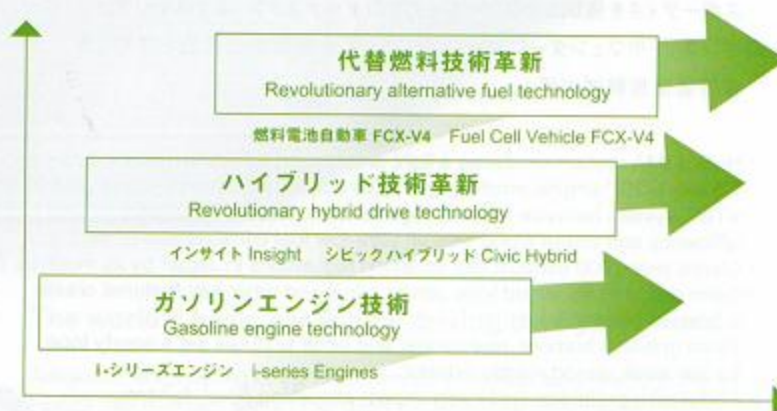 代替燃料技術革新
Revolutionary alternative fuel technology
燃料電池自動車 FCX-V4 Fuel Cell Vehicle FCX-V4
ハイブリッド技術革新
Revolutionary hybrid drive technology
インサイト Insight シビックハイブリッド Civic Hybrid
ガソリンエンジン技術
Gasoline engine technology
i-シリーズエンジン i-series Engines